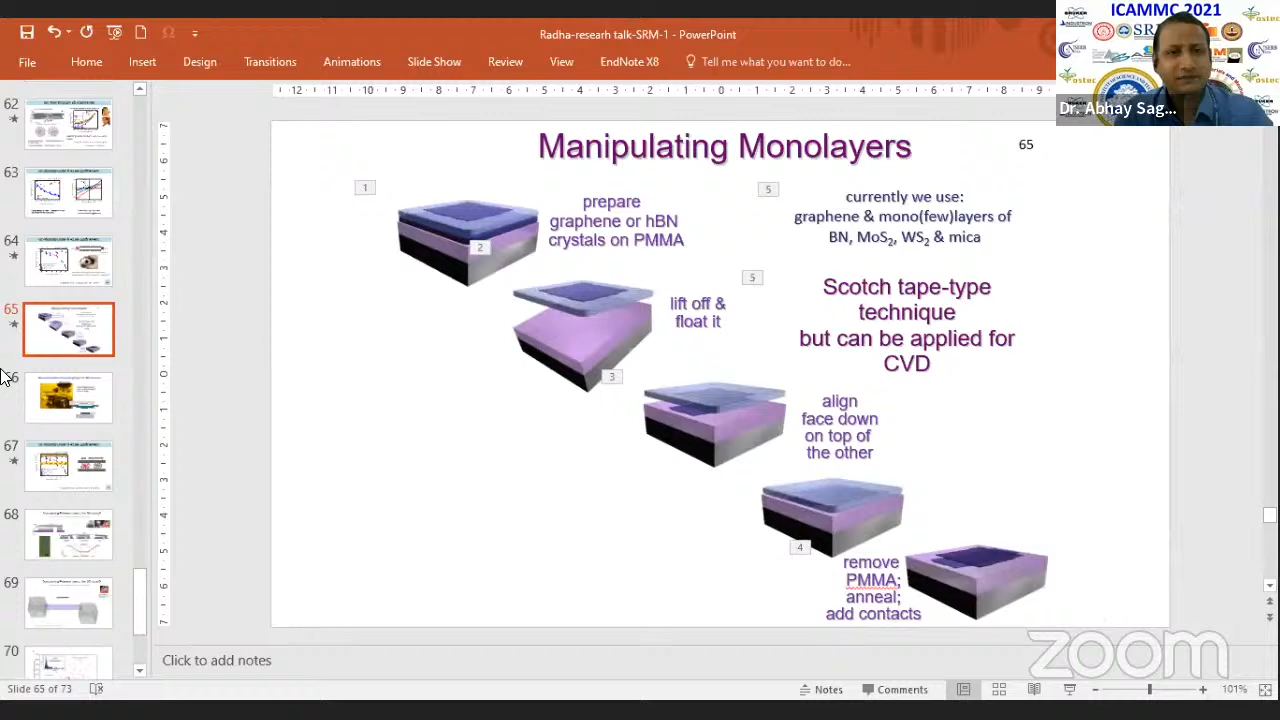 Radha-researh talk-SRM-1 - PowerPoint
File Home Insert Design Transitions Animations Slide Show Review View EndNote X8 Tell me what you want to do...
ICAMMC 2021
BRUKER
Dr. Abhay Sag...
62
63
64
65
67
68
69
70
Manipulating Monolayers
65
1
prepare
graphene or hBN
crystals on PMMA
2
lift off &
float it
3
align
face down
on top of
the other
4
remove
PMMA;
anneal;
add contacts
5
currently we use:
graphene & mono(few)layers of
BN, MoS2, WS2 & mica
5
Scotch tape-type
technique
but can be applied for
CVD
zoom
Click to add notes
Slide 65 of 73
Notes
Comments
101%